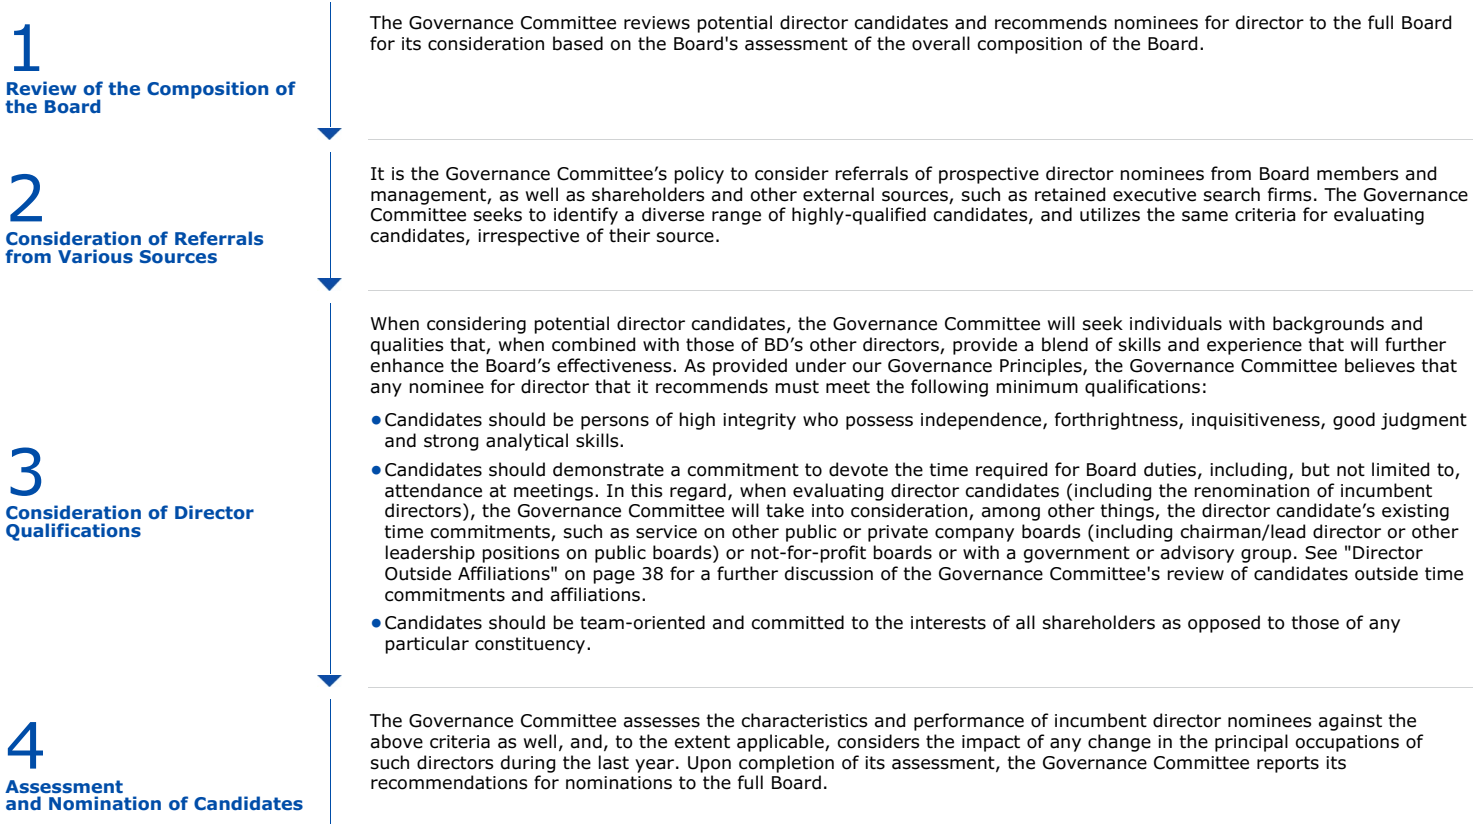 1
Review of the Composition of
the Board
The Governance Committee reviews potential director candidates and recommends nominees for director to the full Board
for its consideration based on the Board's assessment of the overall composition of the Board.
2
Consideration of Referrals
from Various Sources
It is the Governance Committee’s policy to consider referrals of prospective director nominees from Board members and
management, as well as shareholders and other external sources, such as retained executive search firms. The Governance
Committee seeks to identify a diverse range of highly-qualified candidates, and utilizes the same criteria for evaluating
candidates, irrespective of their source.
3
Consideration of Director
Qualifications
When considering potential director candidates, the Governance Committee will seek individuals with backgrounds and
qualities that, when combined with those of BD’s other directors, provide a blend of skills and experience that will further
enhance the Board’s effectiveness. As provided under our Governance Principles, the Governance Committee believes that
any nominee for director that it recommends must meet the following minimum qualifications:
•Candidates should be persons of high integrity who possess independence, forthrightness, inquisitiveness, good judgment
and strong analytical skills.
•Candidates should demonstrate a commitment to devote the time required for Board duties, including, but not limited to,
attendance at meetings. In this regard, when evaluating director candidates (including the renomination of incumbent
directors), the Governance Committee will take into consideration, among other things, the director candidate’s existing
time commitments, such as service on other public or private company boards (including chairman/lead director or other
leadership positions on public boards) or not-for-profit boards or with a government or advisory group. See "Director
Outside Affiliations" on page 38 for a further discussion of the Governance Committee's review of candidates outside time
commitments and affiliations.
•Candidates should be team-oriented and committed to the interests of all shareholders as opposed to those of any
particular constituency.
4
Assessment
and Nomination of Candidates
The Governance Committee assesses the characteristics and performance of incumbent director nominees against the
above criteria as well, and, to the extent applicable, considers the impact of any change in the principal occupations of
such directors during the last year. Upon completion of its assessment, the Governance Committee reports its
recommendations for nominations to the full Board.